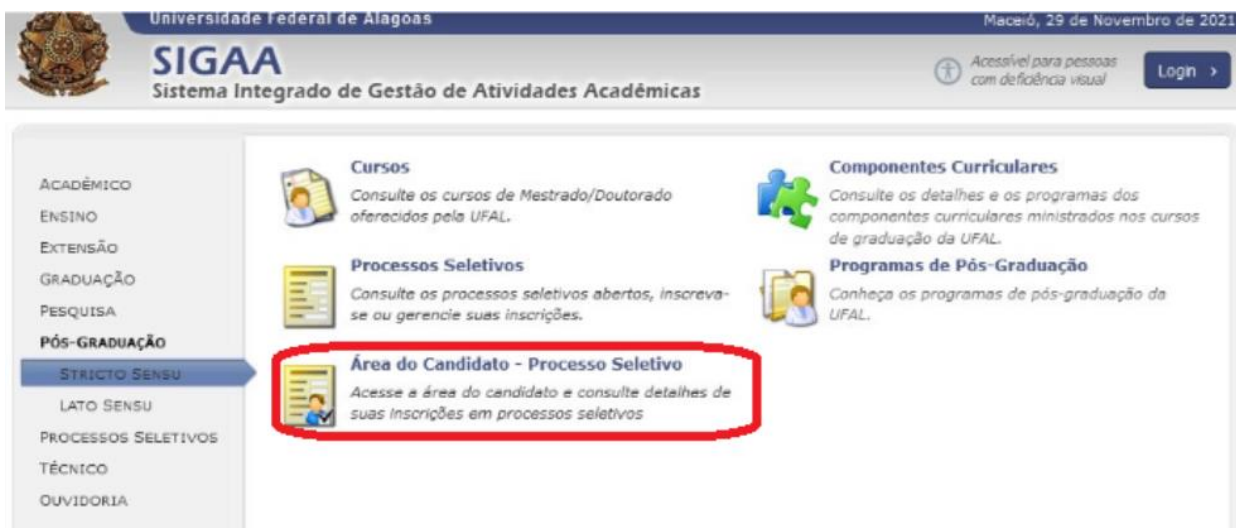 Universidade Federal de Alagoas
Maceió, 29 de Novembro de 2021
SIGAA
Sistema Integrado de Gestão de Atividades Acadêmicas
Acessível para pessoas
com deficiência visual
Login >
ACADÊMICO
ENSINO
EXTENSÃO
GRADUAÇÃO
PESQUISA
PÓS-GRADUAÇÃO
STRICTO SENSU
LATO SENSU
PROCESSOS SELETIVOS
TÉCNICO
OUVIDORIA
Cursos
Consulte os cursos de Mestrado/Doutorado
oferecidos pela UFAL.
Componentes Curriculares
Consulte os detalhes e os programas dos
componentes curriculares ministrados nos cursos
de graduação da UFAL.
Processos Seletivos
Consulte os processos seletivos abertos, inscreva-
se ou gerencie suas inscrições.
Programas de Pós-Graduação
Conheça os programas de pós-graduação da
UFAL.
Área do Candidato - Processo Seletivo
Acesse a área do candidato e consulte detalhes de
suas inscrições em processos seletivos